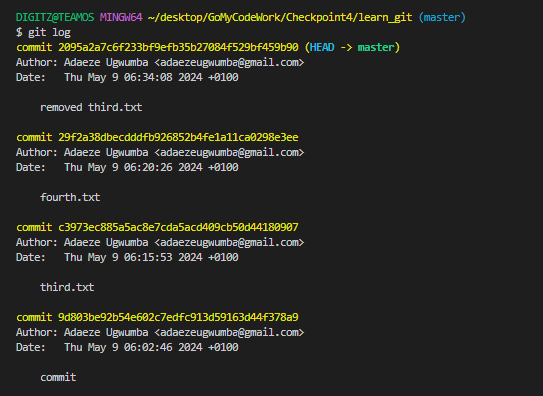 DIGITZ@TEAMOS MINGW64 ~/desktop/GoMyCodeWork/Checkpoint4/learn_git (master)
$ git log
commit 2095a2a7c6f233bf9efb35b27084f529bf459b90 (HEAD -> master)
Author: Adaeze Ugwumba <adaezeugwumba@gmail.com>
Date:   Thu May 9 06:34:08 2024 +0100
removed third.txt
commit 29f2a38dbecdddfb926852b4fe1a11ca0298e3ee
Author: Adaeze Ugwumba <adaezeugwumba@gmail.com>
Date:   Thu May 9 06:20:26 2024 +0100
fourth.txt
commit c3973ec885a5ac8e7cda5acd409cb50d44180907
Author: Adaeze Ugwumba <adaezeugwumba@gmail.com>
Date:   Thu May 9 06:15:53 2024 +0100
third.txt
commit 9d803be92b54e602c7edfc913d59163d44f378a9
Author: Adaeze Ugwumba <adaezeugwumba@gmail.com>
Date:   Thu May 9 06:02:46 2024 +0100
commit